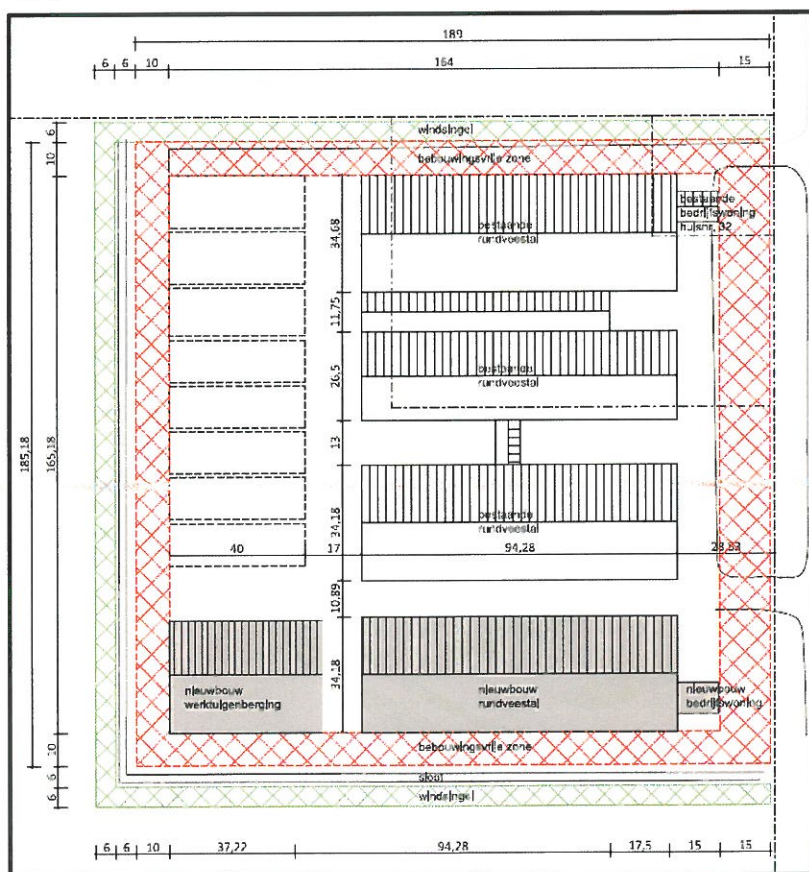 189
6 6 10 164 15
windsingel
bebouwingsvrije zone
6
10
bestaande
bedrijfswoning
huisnr. 32
bestaande
rundveestal
34,68
11,75
bestaande
rundveestal
26,5
13
185,18
165,18
bestaande
rundveestal
34,18
40 17 94,28 28,83
10,89
nieuwbouw
werktuigenberging
34,18
nieuwbouw
rundveestal
nieuwbouw
bedrijfswoning
bebouwingsvrije zone
10
sloot
6
windsingel
6
6 6 10 37,22 94,28 17,5 15 15